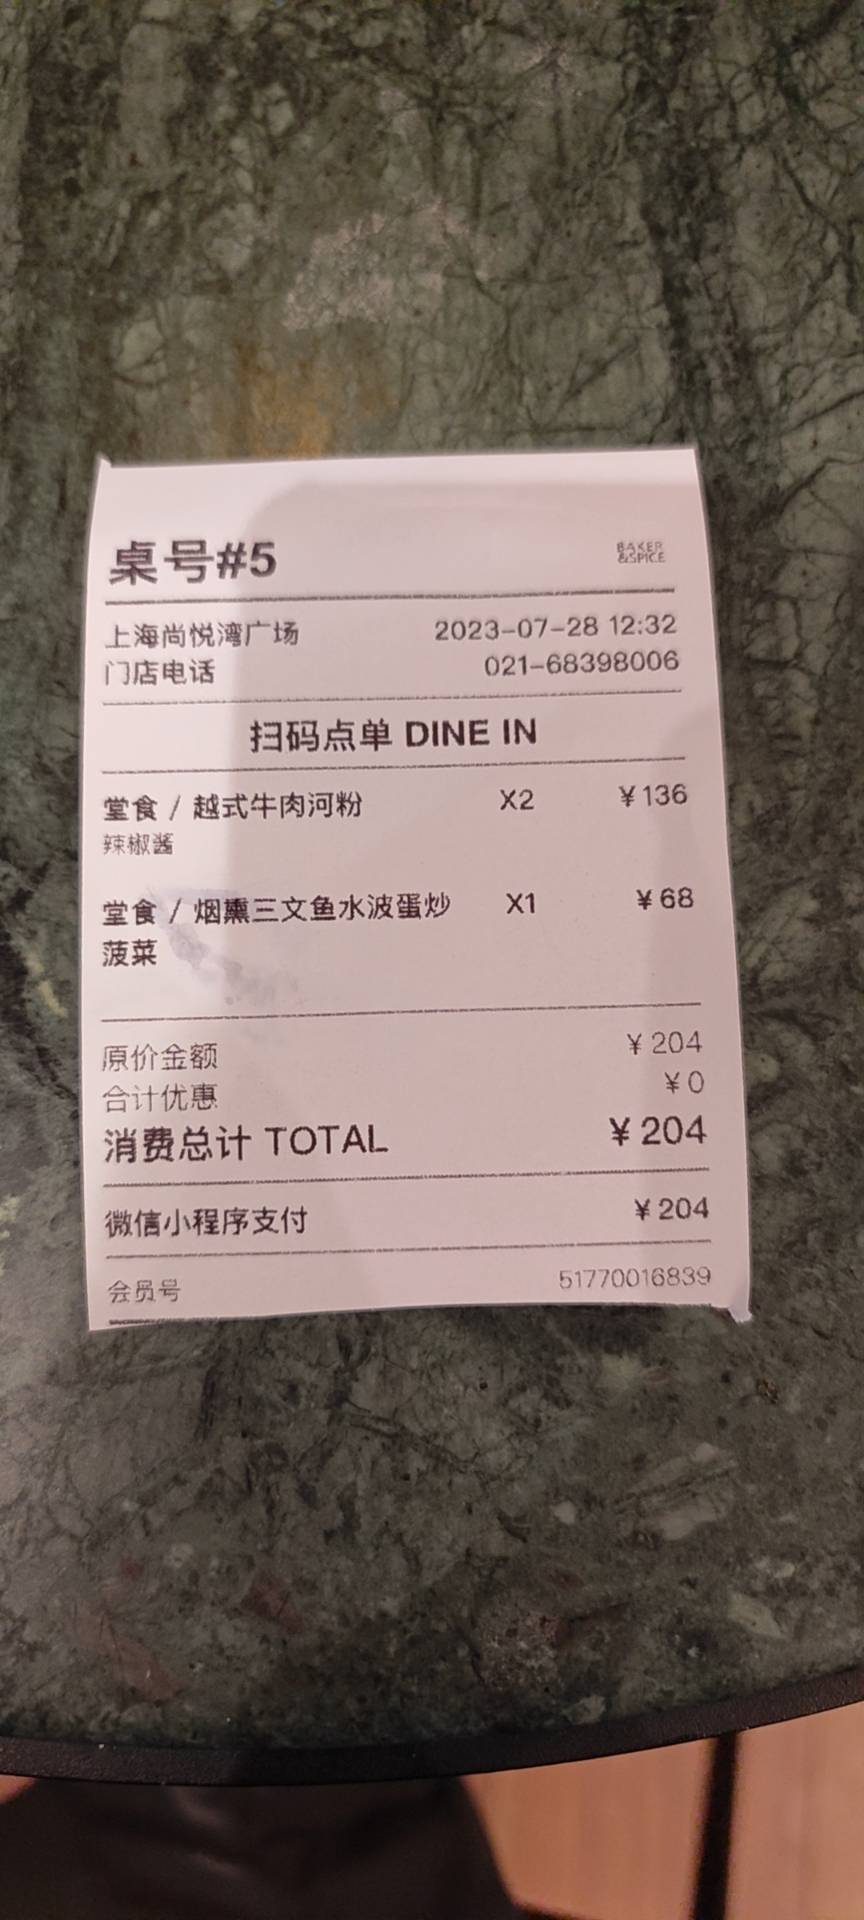 桌号#5
BAKER
&SPICE
上海尚悦湾广场 2023-07-28 12:32
门店电话 021-68398006
扫码点单 DINE IN
堂食 / 越式牛肉河粉 X2 ¥136
辣椒酱
堂食 / 烟熏三文鱼水波蛋炒 X1 ¥68
菠菜
原价金额 ¥204
合计优惠 ¥0
消费总计 TOTAL ¥204
微信小程序支付 ¥204
会员号 51770016839